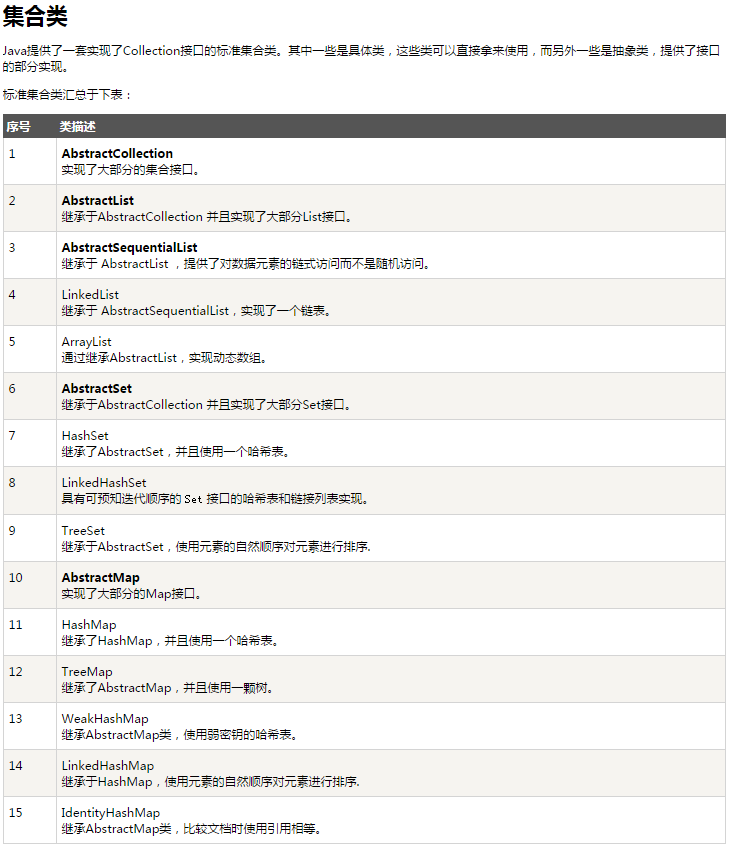 集合类
Java提供了一套实现了Collection接口的标准集合类。其中一些是具体类，这些类可以直接拿来使用，而另外一些是抽象类，提供了接口
的部分实现。
标准集合类汇总于下表：
序号 类描述
1 AbstractCollection
实现了大部分的集合接口。
2 AbstractList
继承于AbstractCollection 并且实现了大部分List接口。
3 AbstractSequentialList
继承于 AbstractList ，提供了对数据元素的链式访问而不是随机访问。
4 LinkedList
继承于 AbstractSequentialList，实现了一个链表。
5 ArrayList
通过继承AbstractList，实现动态数组。
6 AbstractSet
继承于AbstractCollection 并且实现了大部分Set接口。
7 HashSet
继承了AbstractSet，并且使用一个哈希表。
8 LinkedHashSet
具有可预知迭代顺序的 Set 接口的哈希表和链接列表实现。
9 TreeSet
继承于AbstractSet，使用元素的自然顺序对元素进行排序.
10 AbstractMap
实现了大部分的Map接口。
11 HashMap
继承了HashMap，并且使用一个哈希表。
12 TreeMap
继承了AbstractMap，并且使用一颗树。
13 WeakHashMap
继承AbstractMap类，使用弱密钥的哈希表。
14 LinkedHashMap
继承于HashMap，使用元素的自然顺序对元素进行排序.
15 IdentityHashMap
继承AbstractMap类，比较文档时使用引用相等。